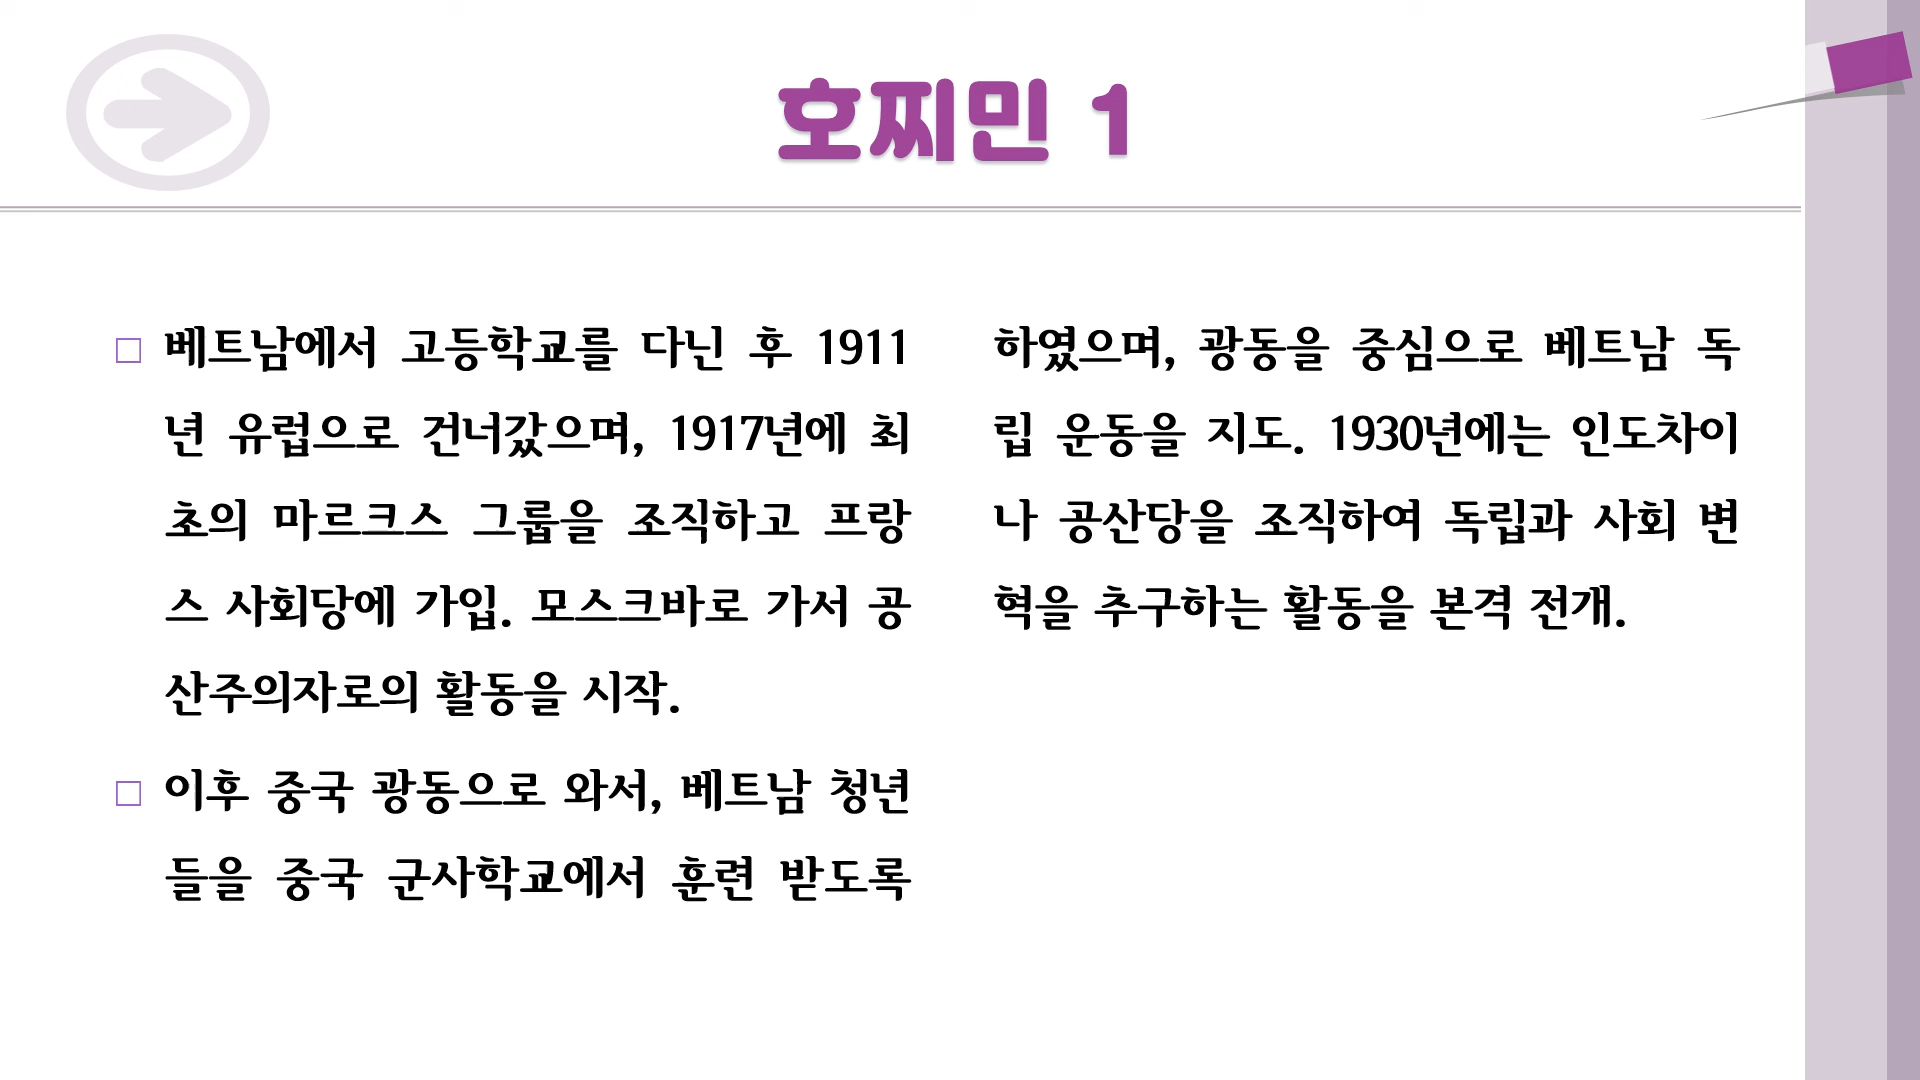 호찌민 1
베트남에서 고등학교를 다닌 후 1911
년 유럽으로 건너갔으며, 1917년에 최
초의 마르크스 그룹을 조직하고 프랑
스 사회당에 가입. 모스크바로 가서 공
산주의자로의 활동을 시작.
이후 중국 광동으로 와서, 베트남 청년
들을 중국 군사학교에서 훈련 받도록
하였으며, 광동을 중심으로 베트남 독
립 운동을 지도. 1930년에는 인도차이
나 공산당을 조직하여 독립과 사회 변
혁을 추구하는 활동을 본격 전개.